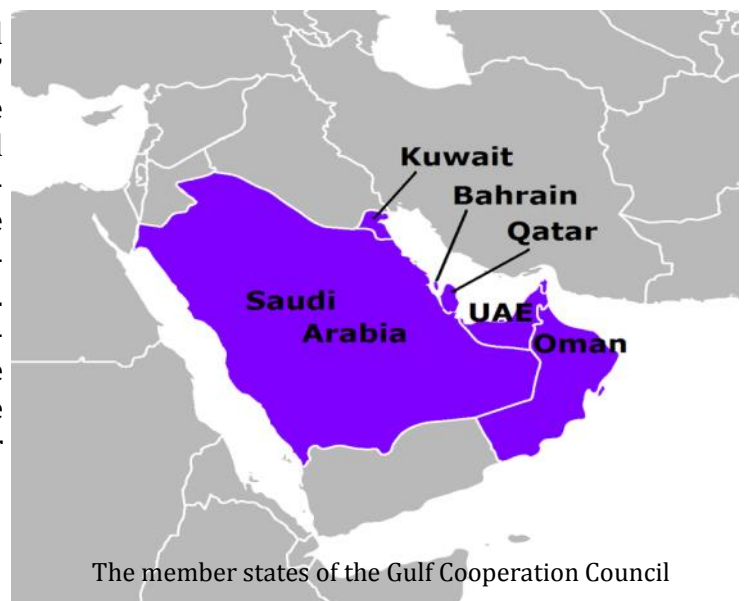 Kuwait
Bahrain
Qatar
Saudi
UAE
Arabia
Oman
The member states of the Gulf Cooperation Council